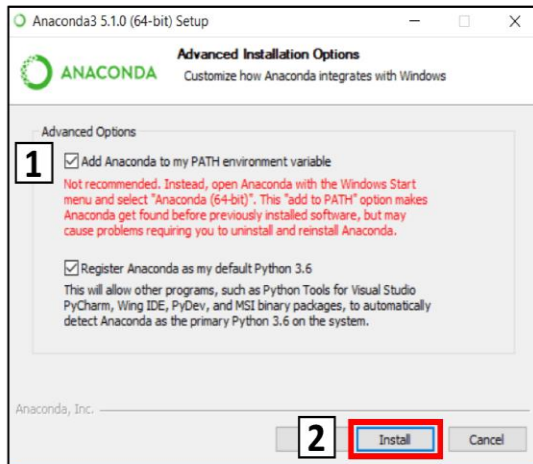 Anaconda3 5.1.0 (64-bit) Setup
ANACONDA
Advanced Installation Options
Customize how Anaconda integrates with Windows
Advanced Options
1
Add Anaconda to my PATH environment variable
Not recommended. Instead, open Anaconda with the Windows Start
menu and select "Anaconda (64-bit)". This "add to PATH" option makes
Anaconda get found before previously installed software, but may
cause problems requiring you to uninstall and reinstall Anaconda.
Register Anaconda as my default Python 3.6
This will allow other programs, such as Python Tools for Visual Studio
PyCharm, Wing IDE, PyDev, and MSI binary packages, to automatically
detect Anaconda as the primary Python 3.6 on the system.
Anaconda, Inc.
2
Install
Cancel